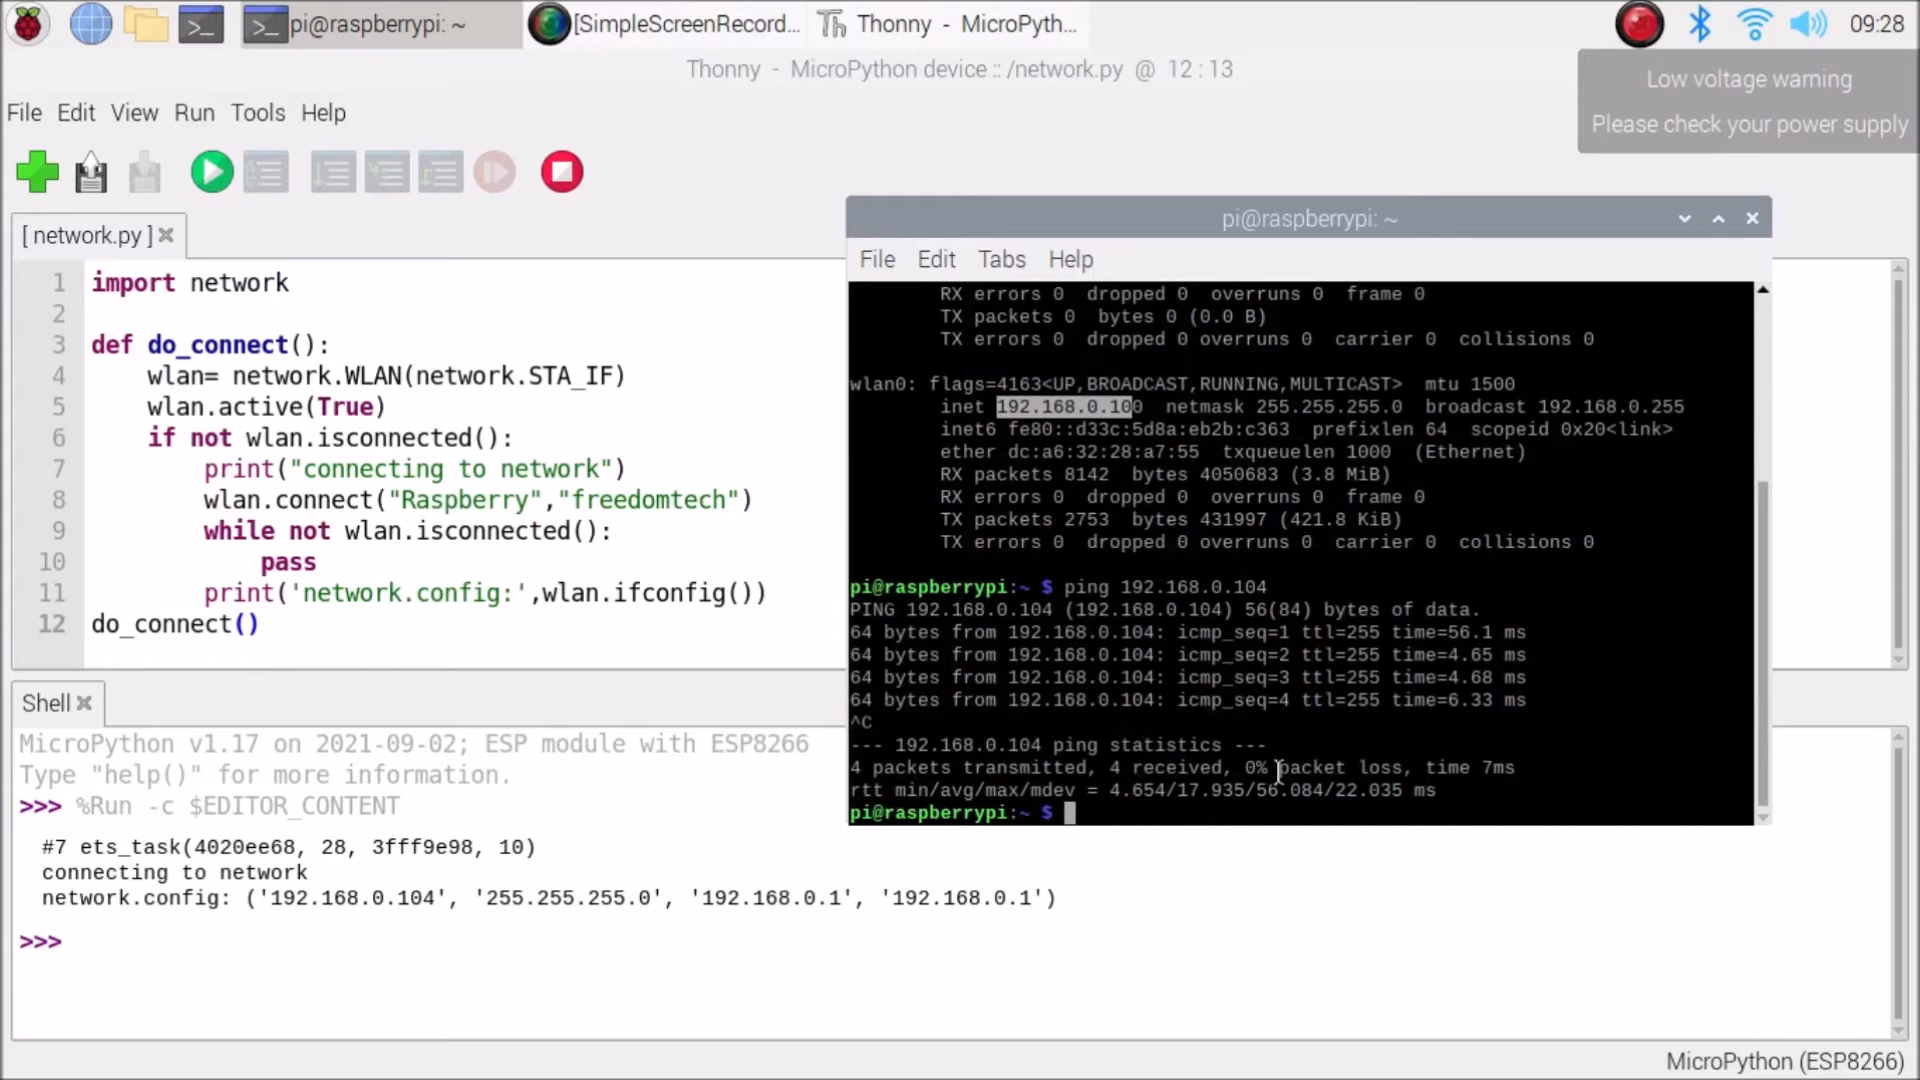 pi@raspberrypi: ~
[SimpleScreenRecord...
Thonny - MicroPyth...
09:28
Thonny - MicroPython device :: /network.py @ 12 : 13
Low voltage warning
Please check your power supply
File Edit View Run Tools Help
[ network.py ]
1 import network
2
3 def do_connect():
4 wlan= network.WLAN(network.STA_IF)
5 wlan.active(True)
6 if not wlan.isconnected():
7 print("connecting to network")
8 wlan.connect("Raspberry","freedomtech")
9 while not wlan.isconnected():
10 pass
11 print('network.config:',wlan.ifconfig())
12 do_connect()
pi@raspberrypi: ~
File Edit Tabs Help
RX errors 0 dropped 0 overruns 0 frame 0
TX packets 0 bytes 0 (0.0 B)
TX errors 0 dropped 0 overruns 0 carrier 0 collisions 0
wlan0: flags=4163<UP,BROADCAST,RUNNING,MULTICAST> mtu 1500
inet 192.168.0.100 netmask 255.255.255.0 broadcast 192.168.0.255
inet6 fe80::d33c:5d8a:eb2b:c363 prefixlen 64 scopeid 0x20<link>
ether dc:a6:32:28:a7:55 txqueuelen 1000 (Ethernet)
RX packets 8142 bytes 4050683 (3.8 MiB)
RX errors 0 dropped 0 overruns 0 frame 0
TX packets 2753 bytes 431997 (421.8 KiB)
TX errors 0 dropped 0 overruns 0 carrier 0 collisions 0
pi@raspberrypi:~ $ ping 192.168.0.104
PING 192.168.0.104 (192.168.0.104) 56(84) bytes of data.
64 bytes from 192.168.0.104: icmp_seq=1 ttl=255 time=56.1 ms
64 bytes from 192.168.0.104: icmp_seq=2 ttl=255 time=4.65 ms
64 bytes from 192.168.0.104: icmp_seq=3 ttl=255 time=4.68 ms
64 bytes from 192.168.0.104: icmp_seq=4 ttl=255 time=6.33 ms
^C
--- 192.168.0.104 ping statistics ---
4 packets transmitted, 4 received, 0% packet loss, time 7ms
rtt min/avg/max/mdev = 4.654/17.935/56.084/22.035 ms
pi@raspberrypi:~ $
Shell
MicroPython v1.17 on 2021-09-02; ESP module with ESP8266
Type "help()" for more information.
>>> %Run -c $EDITOR_CONTENT
#7 ets_task(4020ee68, 28, 3fff9e98, 10)
connecting to network
network.config: ('192.168.0.104', '255.255.255.0', '192.168.0.1', '192.168.0.1')
>>>
MicroPython (ESP8266)